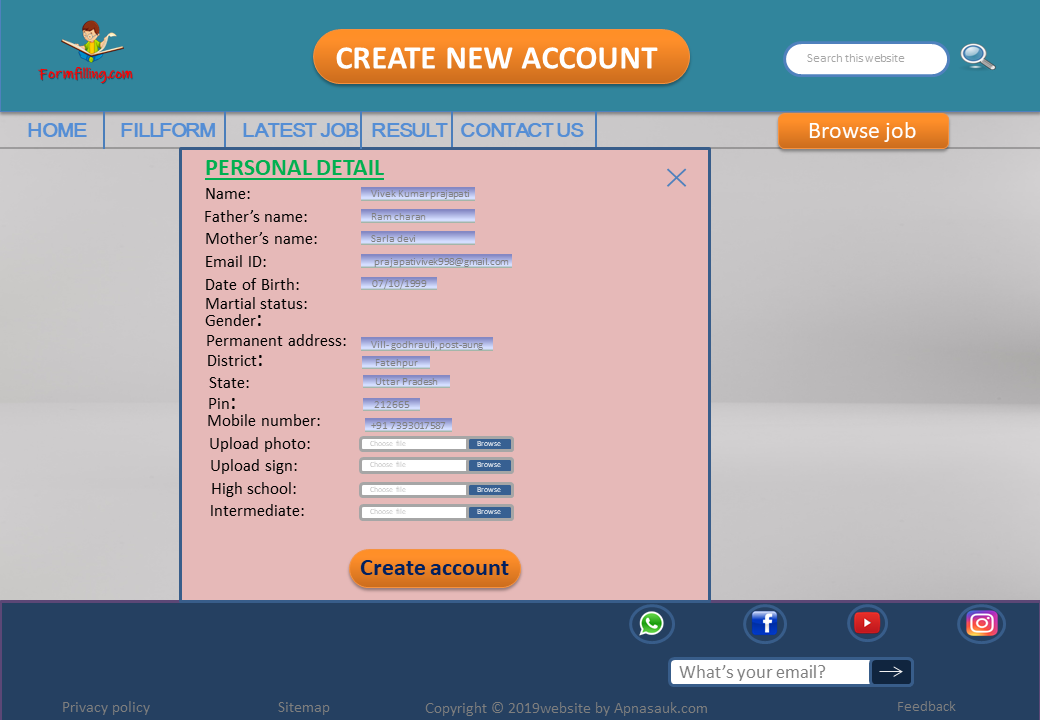 Formfilling.com
CREATE NEW ACCOUNT
Search this website
HOME FILLFORM LATEST JOB RESULT CONTACT US
Browse job
PERSONAL DETAIL
Name: Vivek Kumar prajapati
Father’s name: Ram charan
Mother’s name: Sarla devi
Email ID: prajapativivek998@gmail.com
Date of Birth: 07/10/1999
Martial status:
Gender:
Permanent address: Vill- godhrauli, post-aung
District: Fatehpur
State: Uttar Pradesh
Pin: 212665
Mobile number: +91 7393017587
Upload photo: Choose file Browse
Upload sign: Choose file Browse
High school: Choose file Browse
Intermediate: Choose file Browse
Create account
What’s your email?
Privacy policy Sitemap Copyright © 2019website by Apnasauk.com Feedback